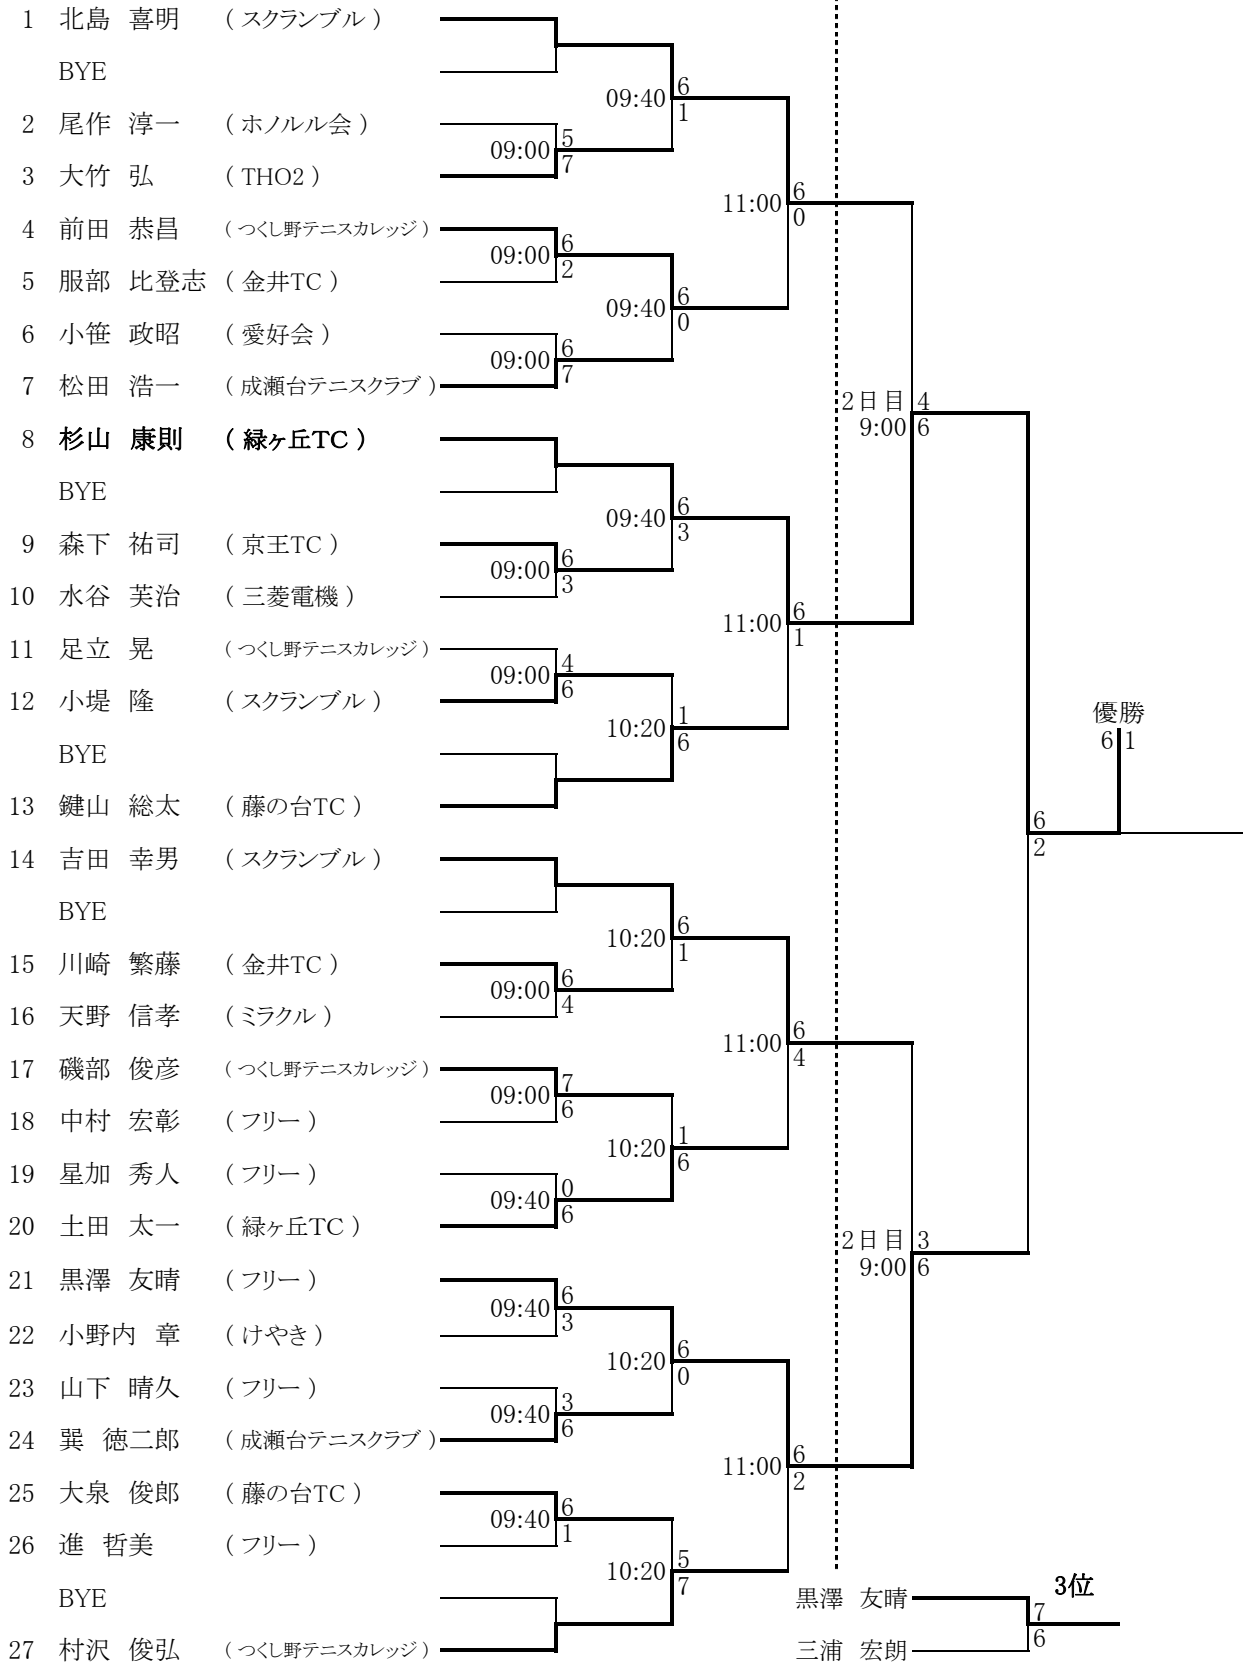 1 北島 喜明 ( スクランブル )
BYE
09:40 6
1
2 尾作 淳一 ( ホノルル会 )
09:00 5
7
3 大竹 弘 ( THO2 )
11:00 6
0
4 前田 恭昌 ( つくし野テニスカレッジ )
09:00 6
2
5 服部 比登志 ( 金井TC )
09:40 6
0
6 小笹 政昭 ( 愛好会 )
09:00 6
7
7 松田 浩一 ( 成瀬台テニスクラブ )
2日目 4
9:00 6
8 杉山 康則 ( 緑ヶ丘TC )
BYE
09:40 6
3
9 森下 祐司 ( 京王TC )
09:00 6
3
10 水谷 芙治 ( 三菱電機 )
11:00 6
1
11 足立 晃 ( つくし野テニスカレッジ )
09:00 4
6
12 小堤 隆 ( スクランブル )
10:20 1
6
優勝
6 1
BYE
13 鍵山 総太 ( 藤の台TC )
6
2
14 吉田 幸男 ( スクランブル )
BYE
10:20 6
1
15 川崎 繁藤 ( 金井TC )
09:00 6
4
16 天野 信孝 ( ミラクル )
11:00 6
4
17 磯部 俊彦 ( つくし野テニスカレッジ )
09:00 7
6
18 中村 宏彰 ( フリー )
10:20 1
6
19 星加 秀人 ( フリー )
09:40 0
6
20 土田 太一 ( 緑ヶ丘TC )
2日目 3
9:00 6
21 黒澤 友晴 ( フリー )
09:40 6
3
22 小野内 章 ( けやき )
10:20 6
0
23 山下 晴久 ( フリー )
09:40 3
6
24 巽 徳二郎 ( 成瀬台テニスクラブ )
11:00 6
2
25 大泉 俊郎 ( 藤の台TC )
09:40 6
1
26 進 哲美 ( フリー )
10:20 5
7
BYE
黒澤 友晴
3位
7
6
27 村沢 俊弘 ( つくし野テニスカレッジ )
三浦 宏朗